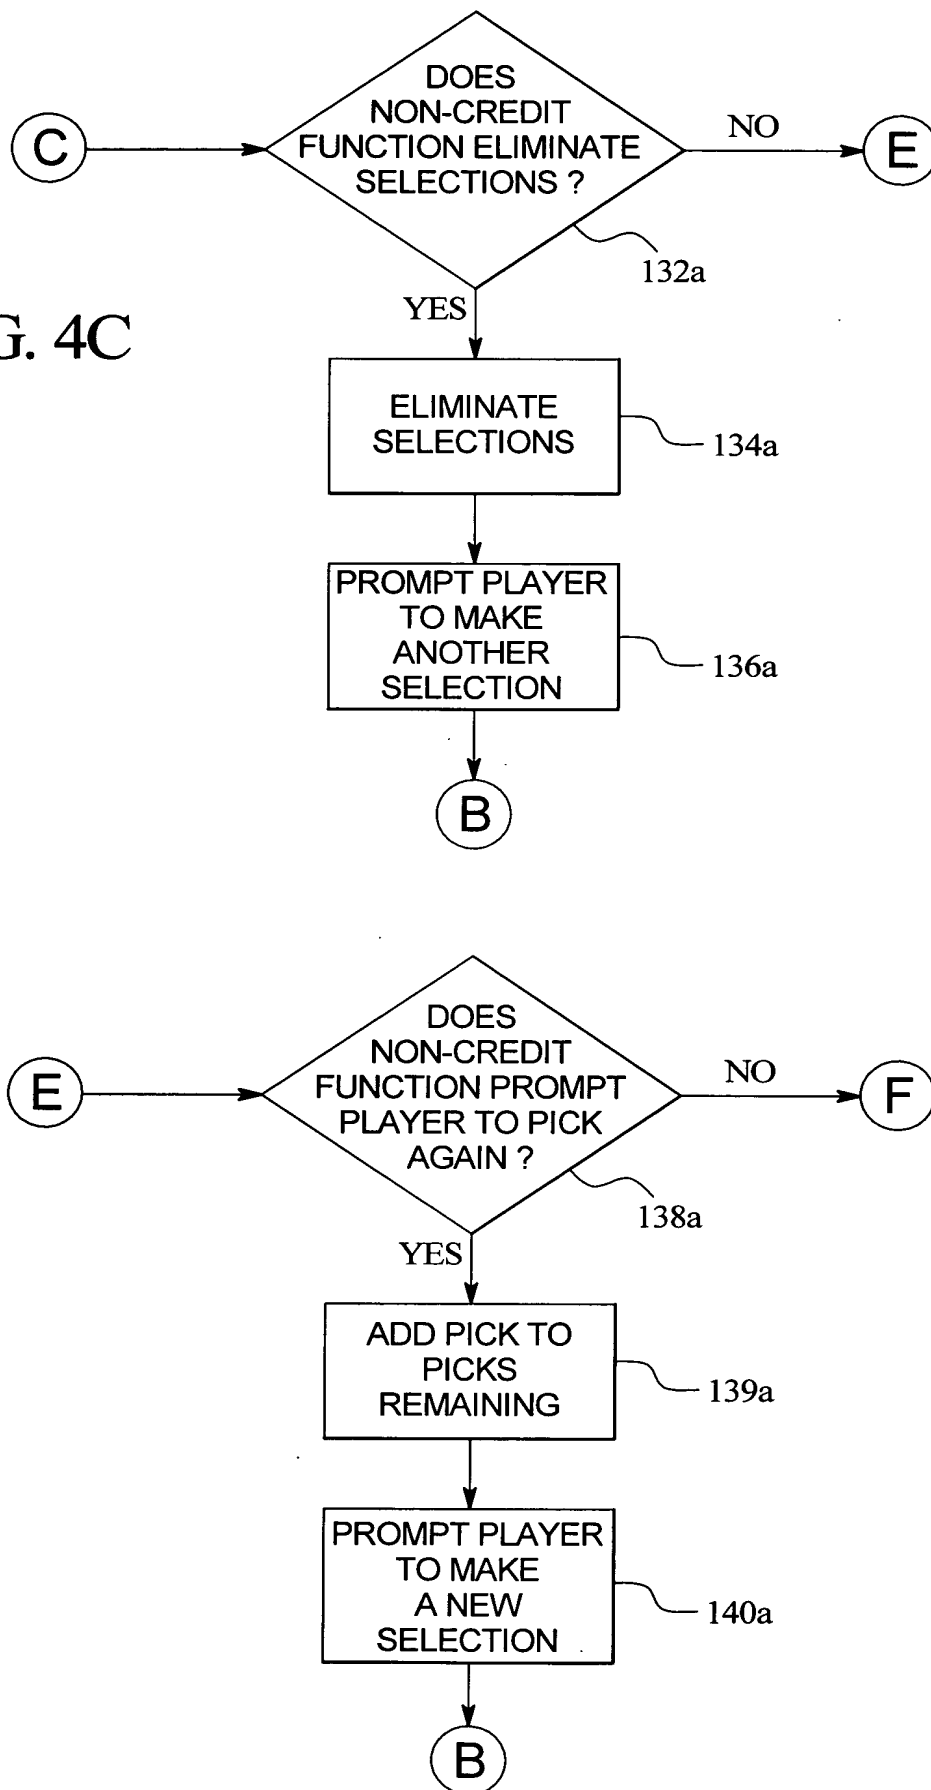 DOES
NON-CREDIT
FUNCTION ELIMINATE
SELECTIONS ?
C
NO
E
132a
YES
G. 4C
ELIMINATE
SELECTIONS
134a
PROMPT PLAYER
TO MAKE
ANOTHER
SELECTION
136a
B
DOES
NON-CREDIT
FUNCTION PROMPT
PLAYER TO PICK
AGAIN ?
E
NO
F
138a
YES
ADD PICK TO
PICKS
REMAINING
139a
PROMPT PLAYER
TO MAKE
A NEW
SELECTION
140a
B